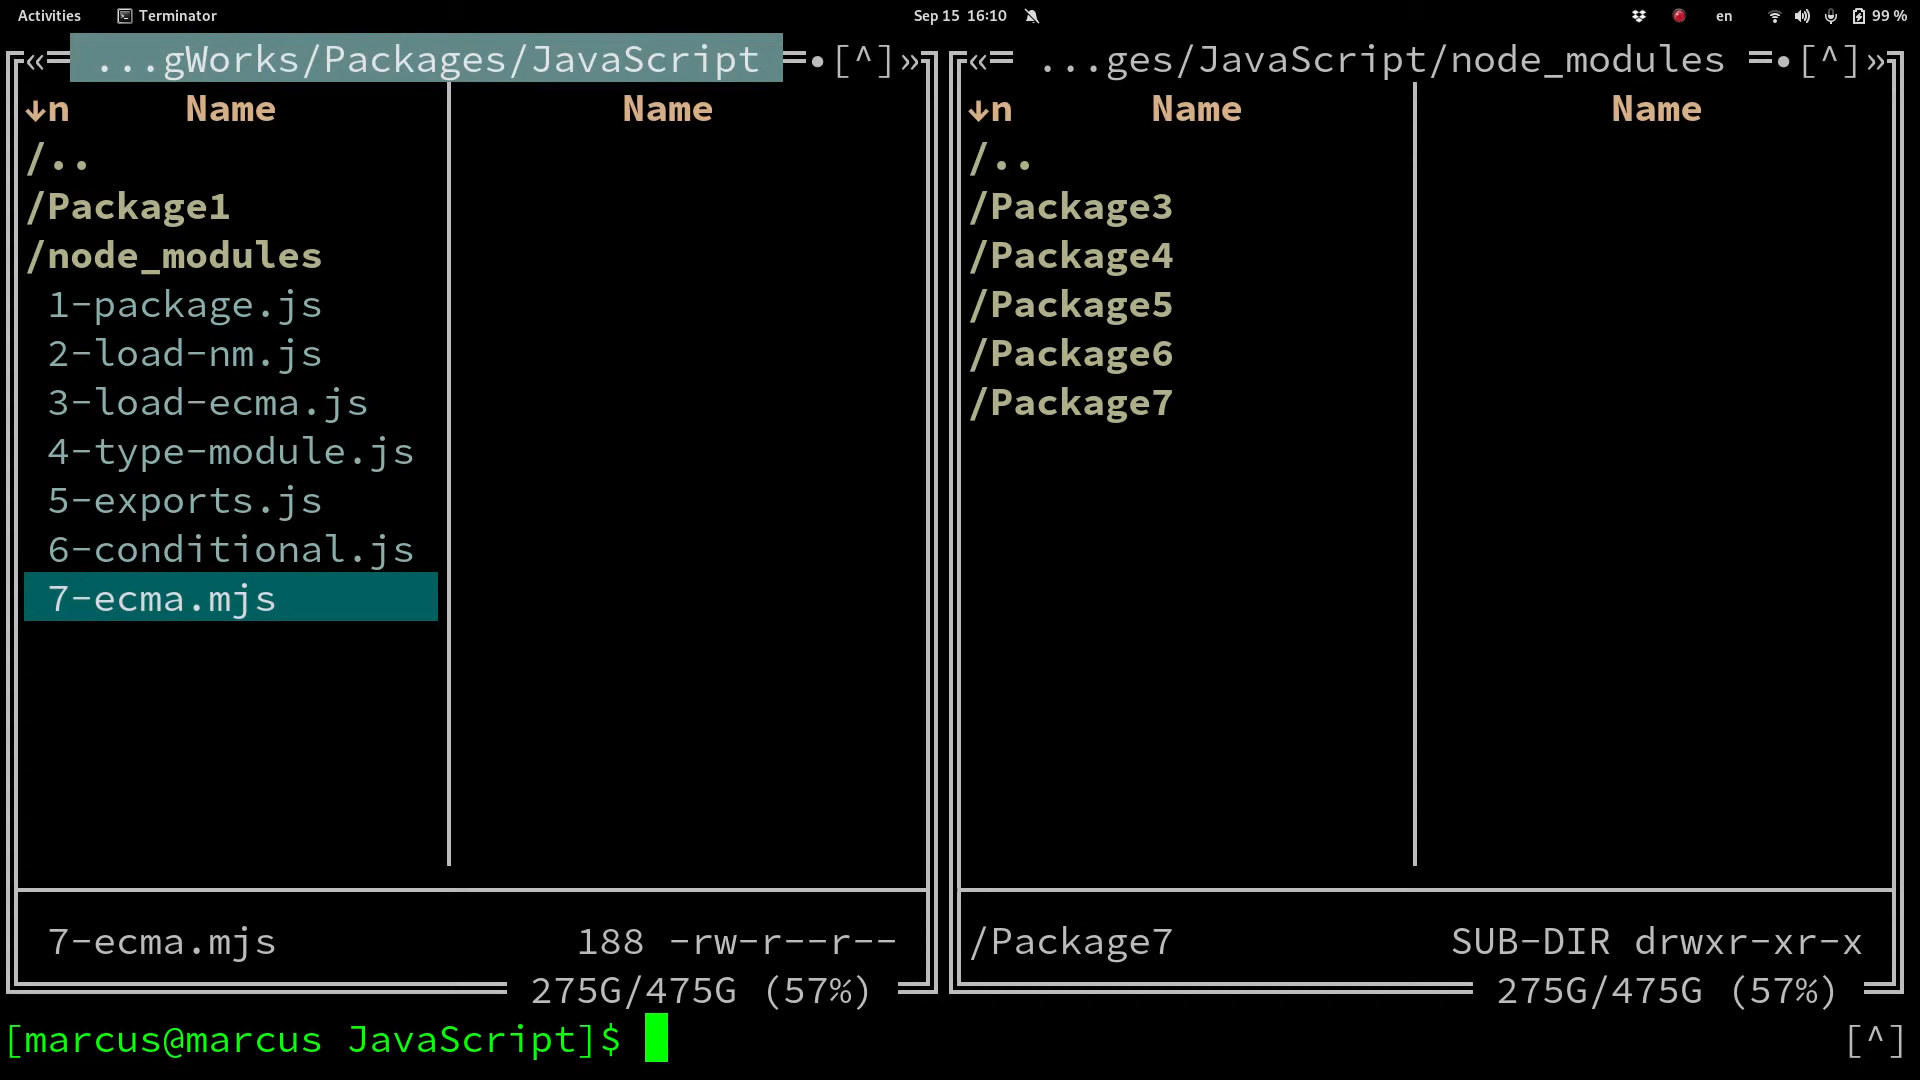 Activities Terminator Sep 15 16:10 en 99 %
«= ...gWorks/Packages/JavaScript =•[^]»
↓n Name Name
/..
/Package1
/node_modules
1-package.js
2-load-nm.js
3-load-ecma.js
4-type-module.js
5-exports.js
6-conditional.js
7-ecma.mjs
7-ecma.mjs 188 -rw-r--r--
275G/475G (57%)
«= ...ges/JavaScript/node_modules =•[^]»
↓n Name Name
/..
/Package3
/Package4
/Package5
/Package6
/Package7
/Package7 SUB-DIR drwxr-xr-x
275G/475G (57%)
[marcus@marcus JavaScript]$ [^]